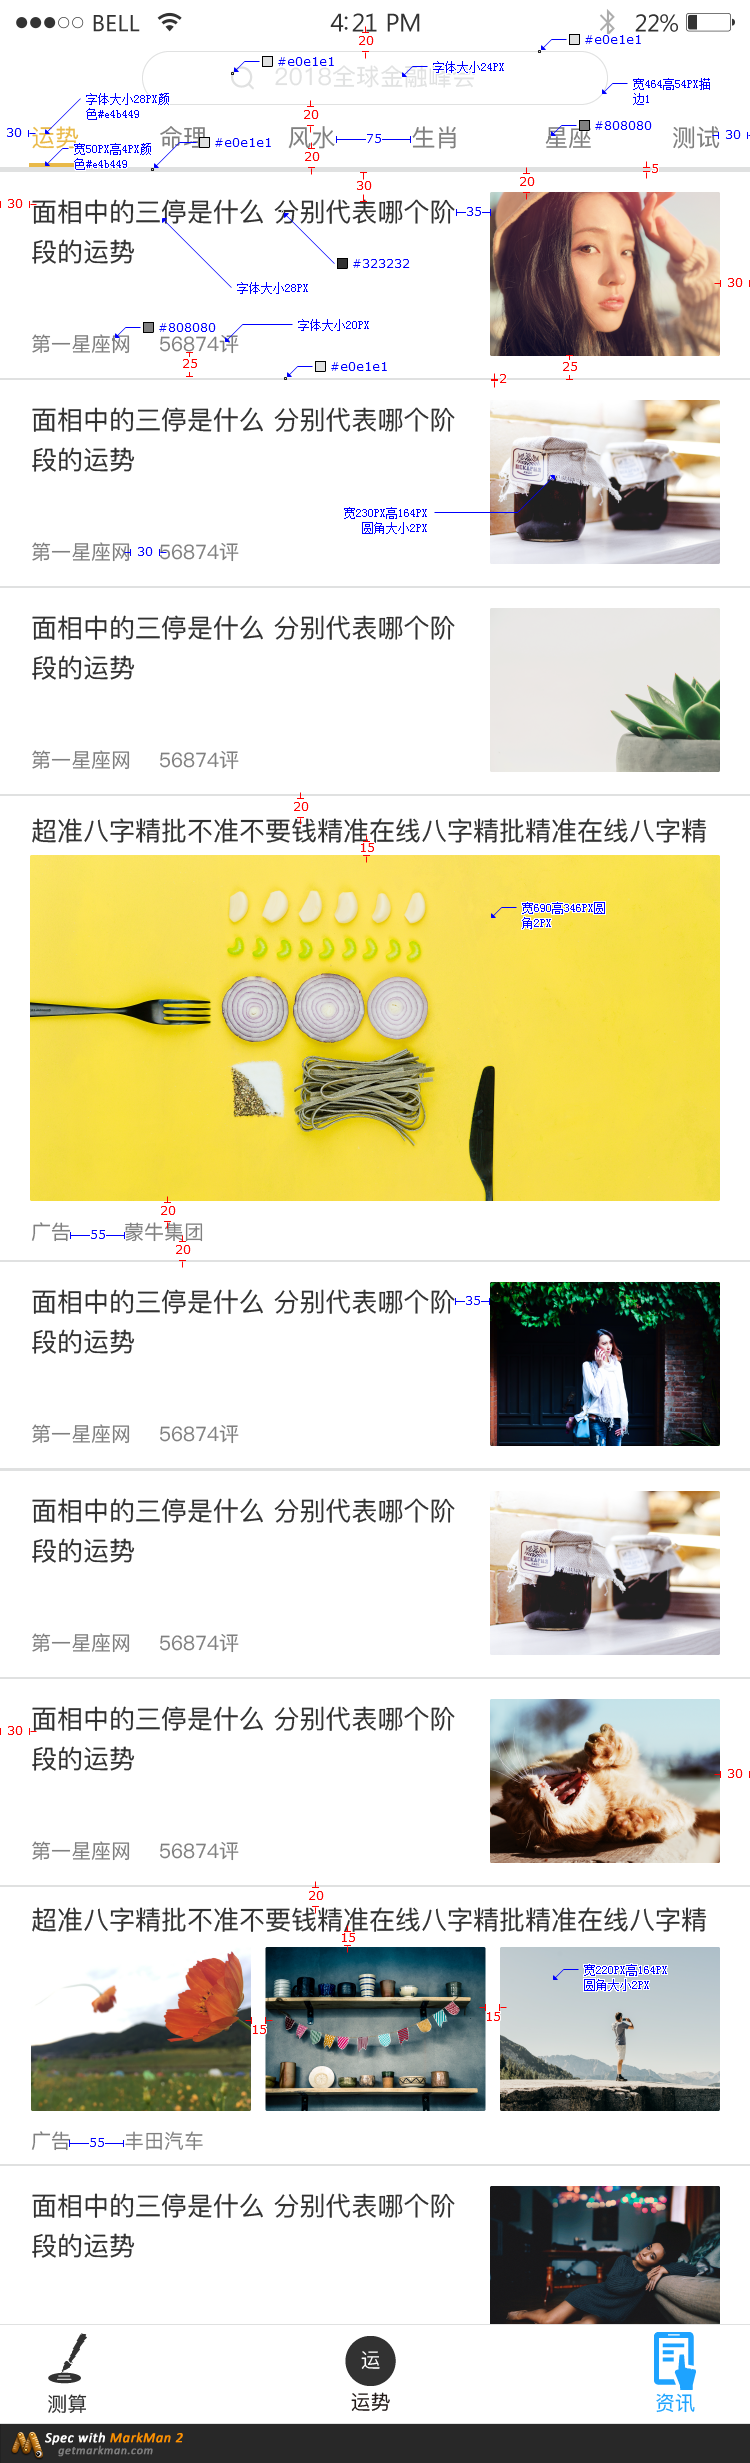 BELL 4:21 PM 22%
20
#e0e1e1
#e0e1e1
2018全球金融峰会
字体大小24PX
宽464高54PX描
边1
字体大小28PX颜
色#e4b449
20
30 运势 命理 #e0e1e1 风水 75 生肖 星座 #808080 测试 30
宽50PX高4PX颜
色#e4b449
20
5
30
20
30 面相中的三停是什么 分别代表哪个阶 35
段的运势
#323232
字体大小28PX
30
#808080
字体大小20PX
第一星座网 56874评
25
#e0e1e1
25
2
面相中的三停是什么 分别代表哪个阶
段的运势
宽230PX高164PX
圆角大小2PX
第一星座网 30 56874评
面相中的三停是什么 分别代表哪个阶
段的运势
第一星座网 56874评
20
超准八字精批不准不要钱精准在线八字精批精准在线八字精
15
宽690高346PX圆
角2PX
20
广告 55 蒙牛集团
20
面相中的三停是什么 分别代表哪个阶 35
段的运势
第一星座网 56874评
面相中的三停是什么 分别代表哪个阶
段的运势
第一星座网 56874评
30 面相中的三停是什么 分别代表哪个阶
段的运势
30
第一星座网 56874评
20
超准八字精批不准不要钱精准在线八字精批精准在线八字精
15
宽220PX高164PX
圆角大小2PX
15
15
广告 55 丰田汽车
面相中的三停是什么 分别代表哪个阶
段的运势
运
测算 运势 资讯
Spec with MarkMan 2
getmarkman.com